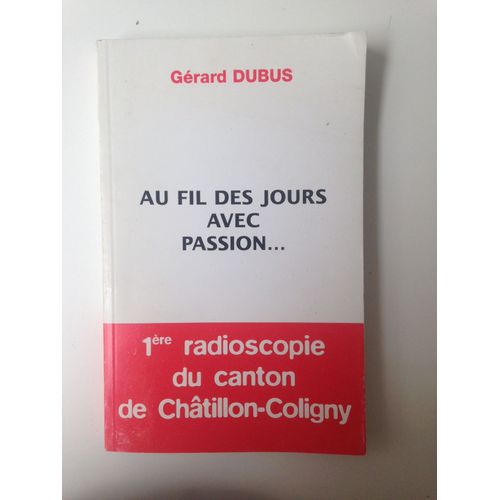 Gérard DUBUS
AU FIL DES JOURS
AVEC
PASSION...
1ère radioscopie
du canton
de Châtillon-Coligny